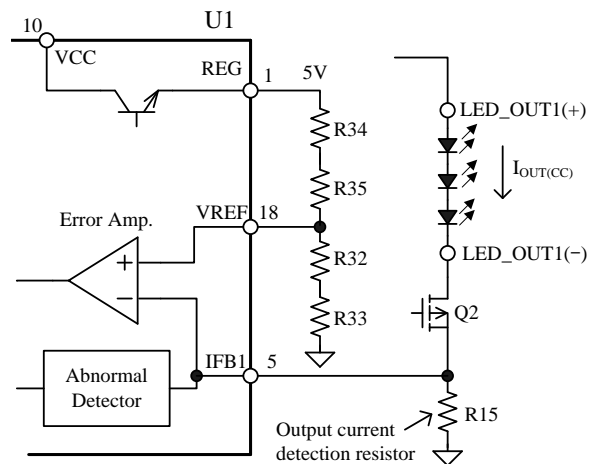 U1
10
VCC
REG
1
5V
R34
R35
LED_OUT1(+)
I_OUT(CC)
Error Amp.
VREF
18
+
−
R32
R33
LED_OUT1(−)
Q2
Abnormal
Detector
IFB1
5
Output current
detection resistor
R15